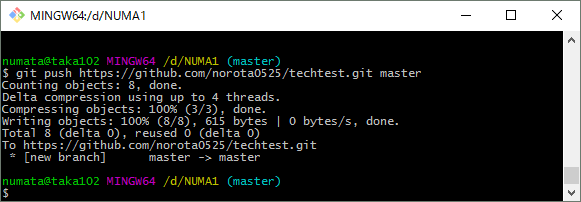 MINGW64:/d/NUMA1
numata@taka102 MINGW64 /d/NUMA1 (master)
$ git push https://github.com/norota0525/techtest.git master
Counting objects: 8, done.
Delta compression using up to 4 threads.
Compressing objects: 100% (3/3), done.
Writing objects: 100% (8/8), 615 bytes | 0 bytes/s, done.
Total 8 (delta 0), reused 0 (delta 0)
To https://github.com/norota0525/techtest.git
 * [new branch]      master -> master
numata@taka102 MINGW64 /d/NUMA1 (master)
$